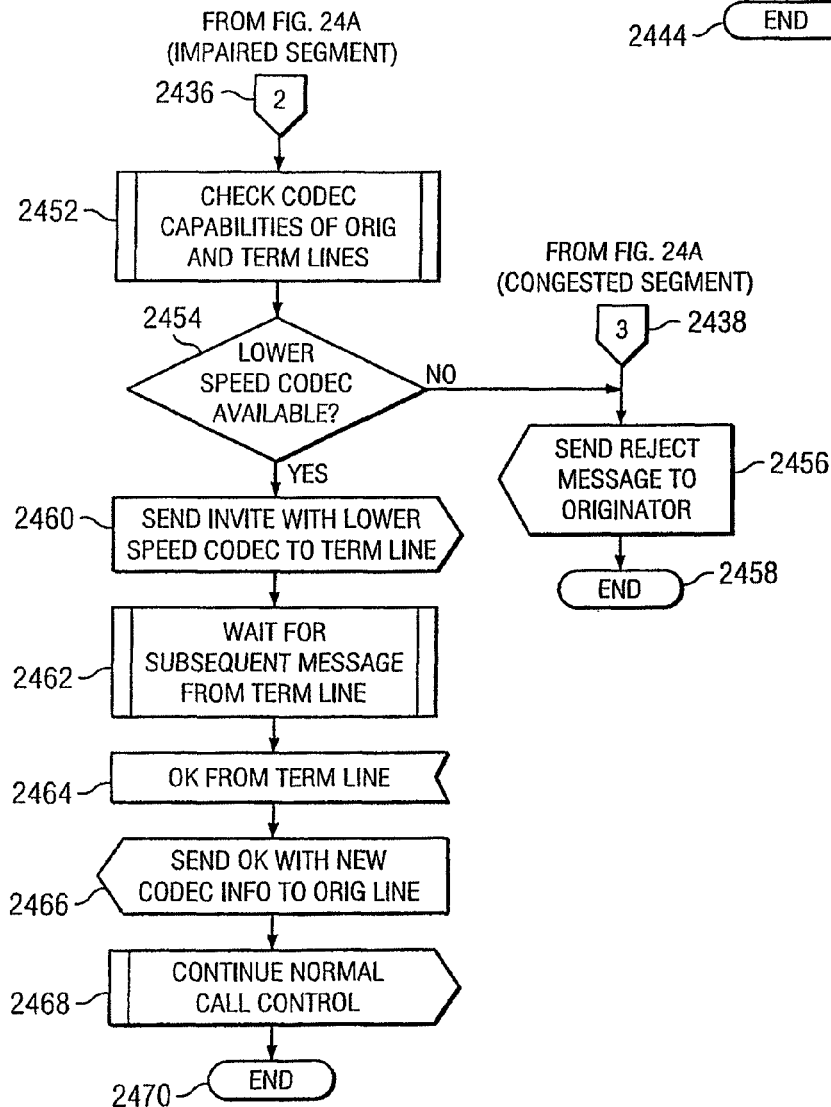 FROM FIG. 24A
(IMPAIRED SEGMENT)
2444
END
2436
2
2452
CHECK CODEC
CAPABILITIES OF ORIG
AND TERM LINES
FROM FIG. 24A
(CONGESTED SEGMENT)
3
2438
2454
LOWER
SPEED CODEC
AVAILABLE?
NO
YES
SEND REJECT
MESSAGE TO
ORIGINATOR
2456
END
2458
2460
SEND INVITE WITH LOWER
SPEED CODEC TO TERM LINE
2462
WAIT FOR
SUBSEQUENT MESSAGE
FROM TERM LINE
2464
OK FROM TERM LINE
2466
SEND OK WITH NEW
CODEC INFO TO ORIG LINE
2468
CONTINUE NORMAL
CALL CONTROL
2470
END